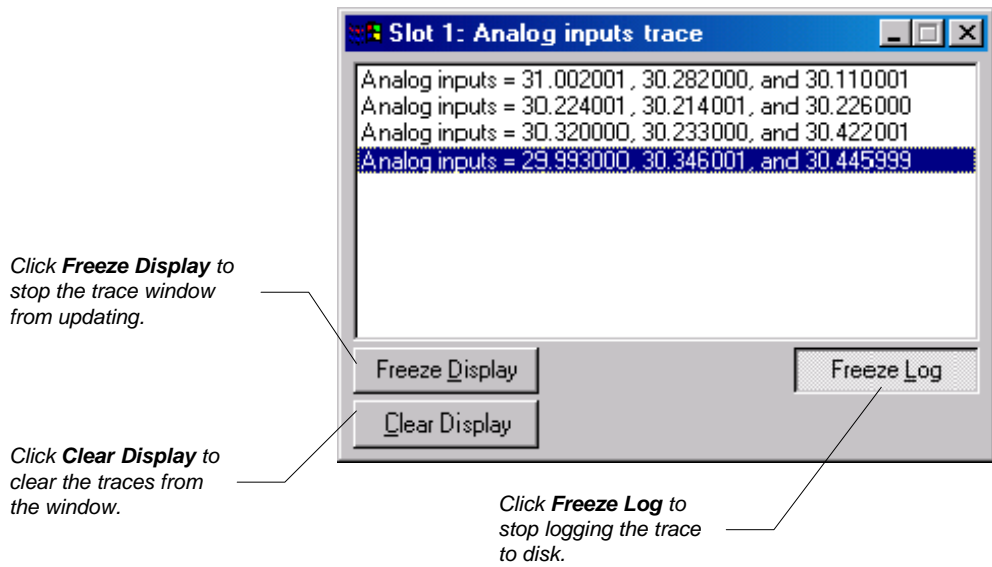 Slot 1: Analog inputs trace
Analog inputs = 31.002001, 30.282000, and 30.110001
Analog inputs = 30.224001, 30.214001, and 30.226000
Analog inputs = 30.320000, 30.233000, and 30.422001
Analog inputs = 29.993000, 30.346001, and 30.445999
Click Freeze Display to
stop the trace window
from updating.
Freeze Display
Freeze Log
Clear Display
Click Clear Display to
clear the traces from
the window.
Click Freeze Log to
stop logging the trace
to disk.